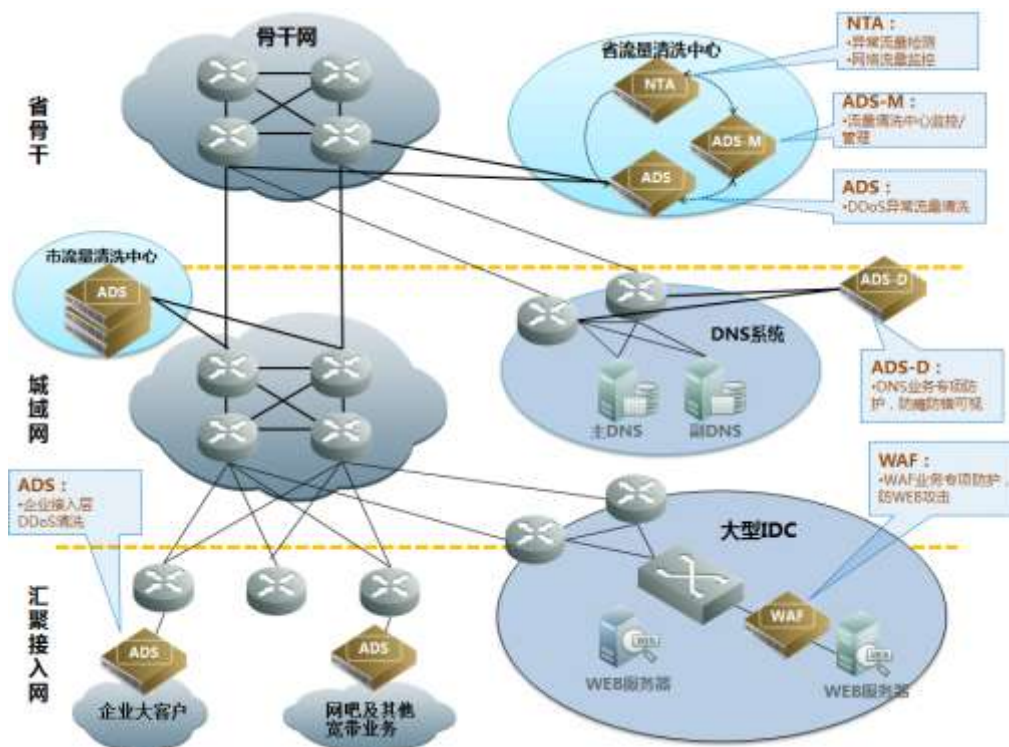 骨干网
省流量清洗中心
NTA
ADS-M
ADS
NTA：
•异常流量检测
•网络流量监控
ADS-M：
•流量清洗中心监控/
管理
ADS：
•DDoS异常流量清洗
省骨干
市流量清洗中心
ADS
ADS-D
DNS系统
主DNS
副DNS
ADS-D：
•DNS业务专项防
护，防瘫防错可视
城域网
ADS：
•企业接入层
DDoS清洗
WAF：
•WAF业务专项防护，
防WEB攻击
大型IDC
WAF
WEB服务器
WEB服务器
汇聚接入网
ADS
企业大客户
ADS
网吧及其他
宽带业务